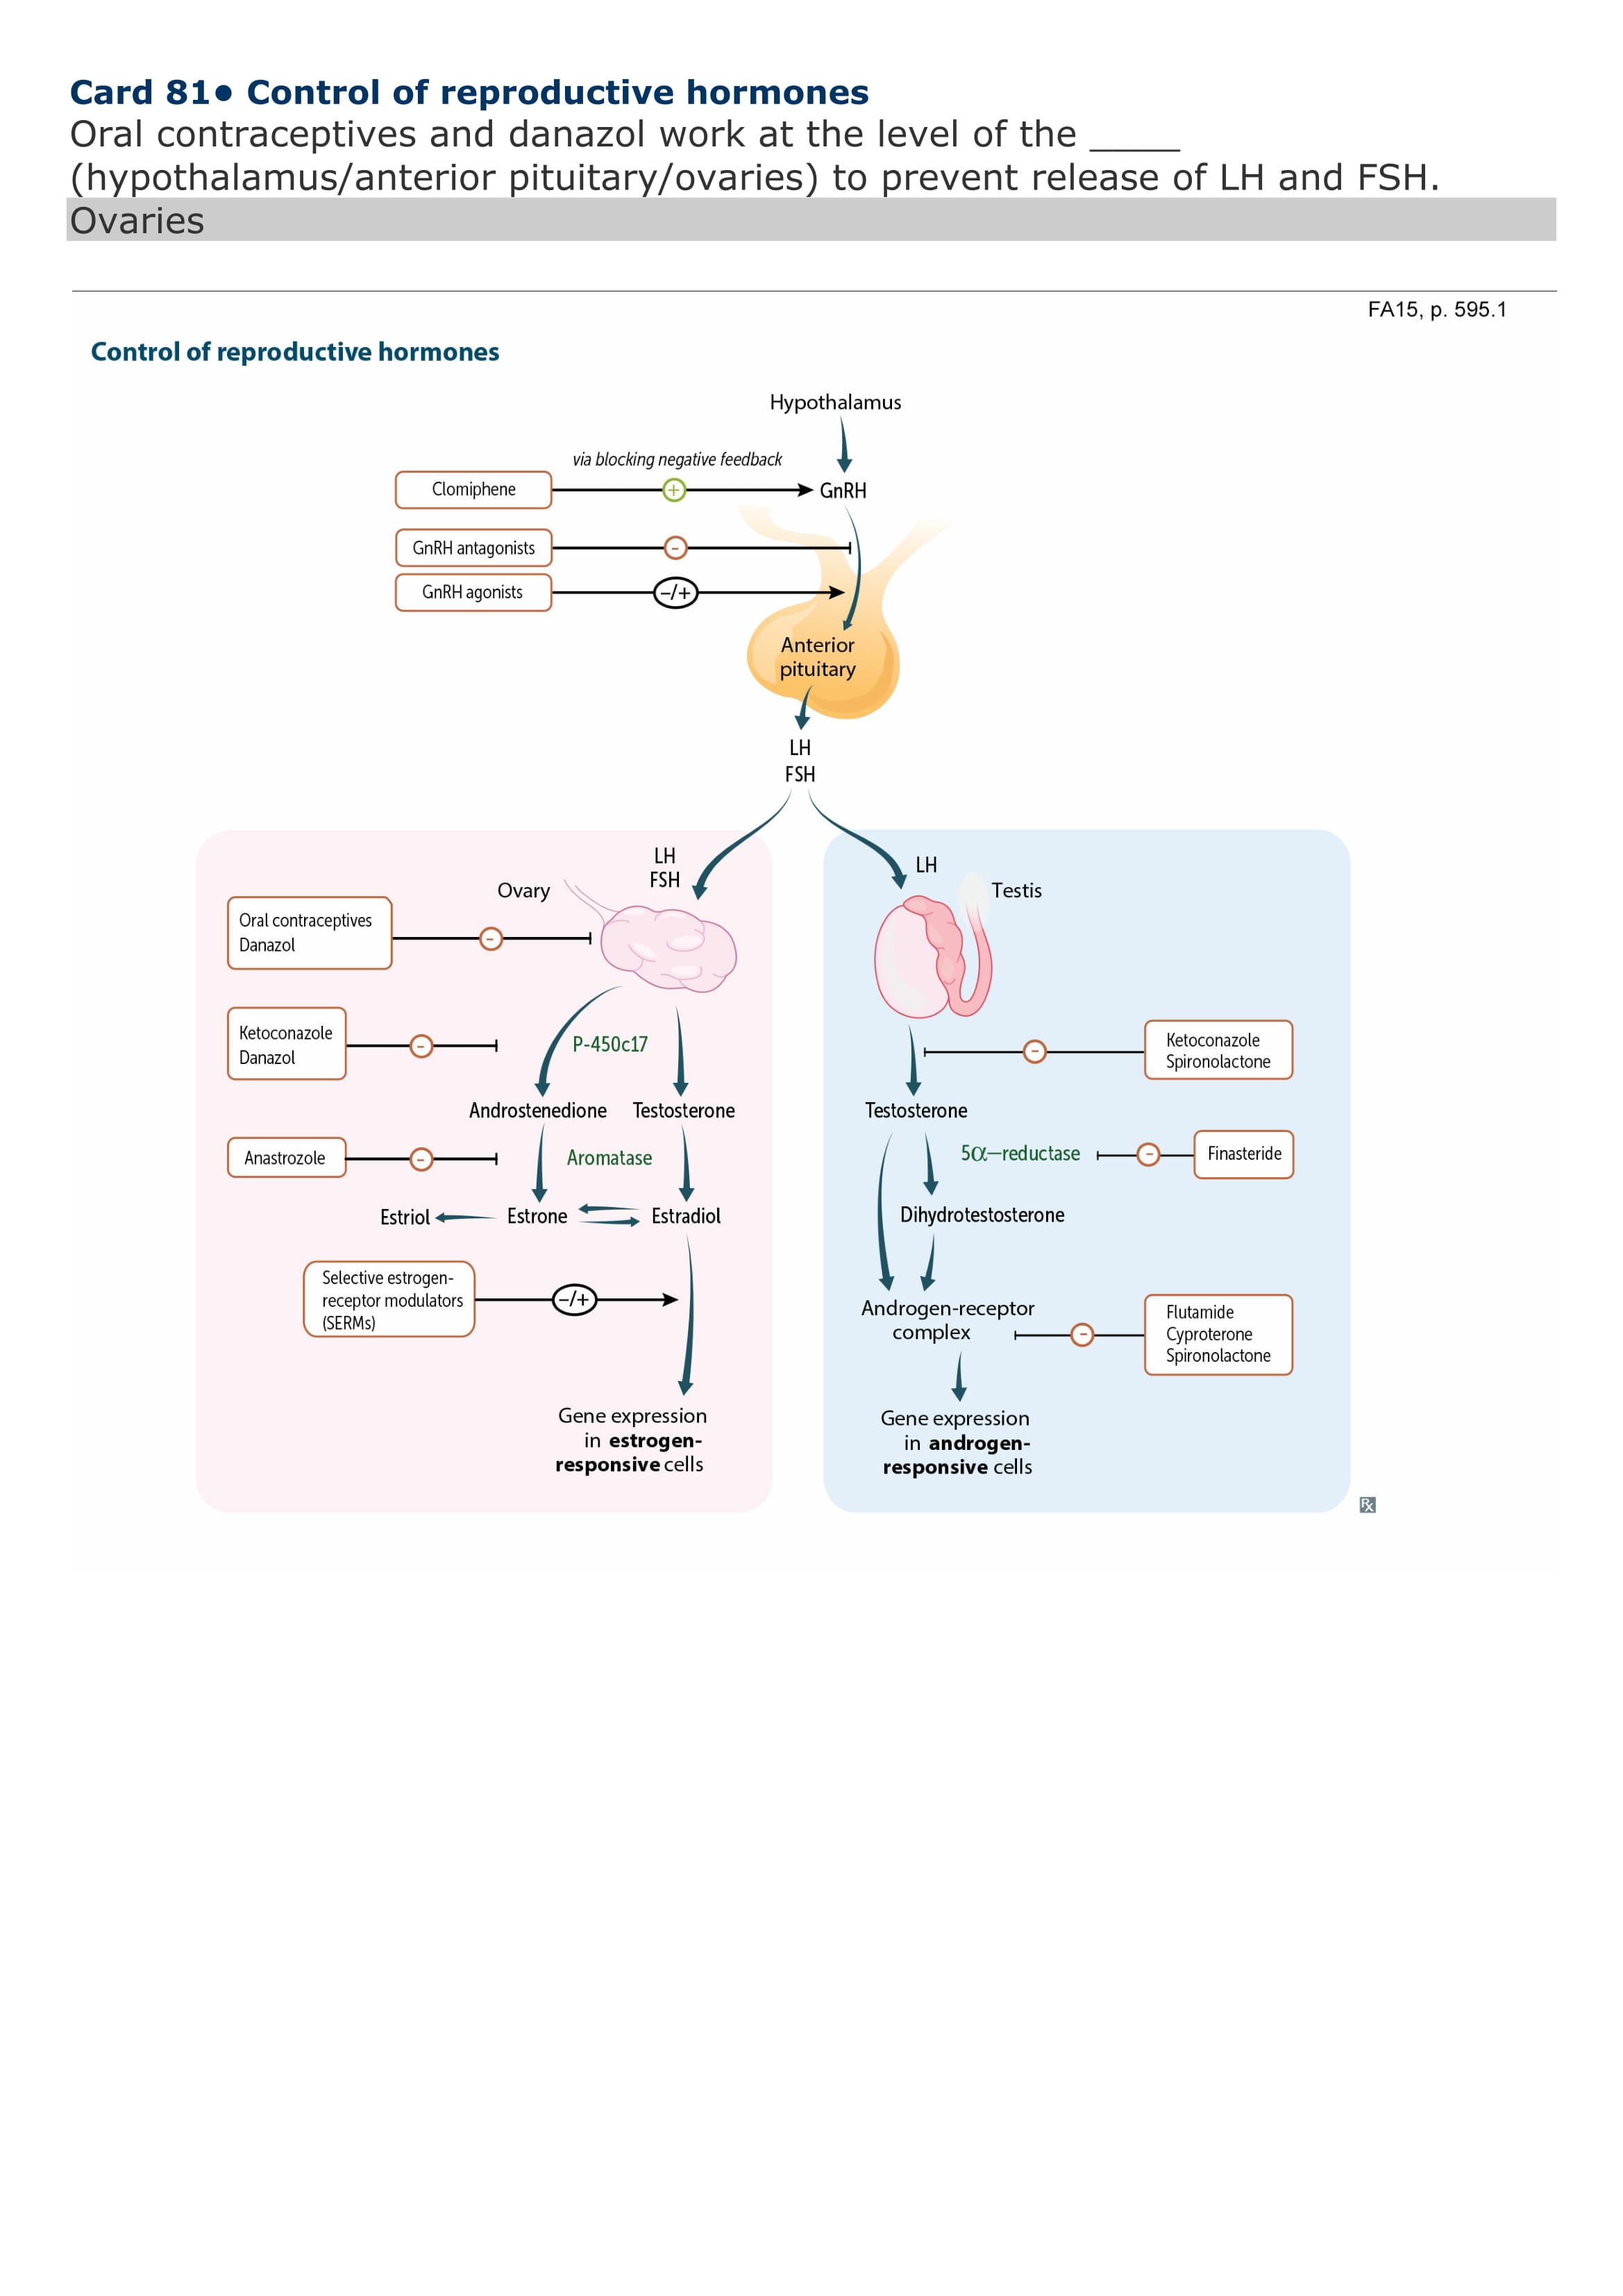 Card 81● Control of reproductive hormones
Oral contraceptives and danazol work at the level of the _____
(hypothalamus/anterior pituitary/ovaries) to prevent release of LH and FSH.
Ovaries
FA15, p. 595.1
Control of reproductive hormones
Hypothalamus
via blocking negative feedback
Clomiphene
+
GnRH
GnRH antagonists
-
GnRH agonists
−/+
Anterior
pituitary
LH
FSH
LH
FSH
Ovary
Oral contraceptives
Danazol
-
Ketoconazole
Danazol
-
P-450c17
Androstenedione
Testosterone
Anastrozole
-
Aromatase
Estriol
Estrone
Estradiol
Selective estrogen-
receptor modulators
(SERMs)
−/+
Gene expression
in estrogen-
responsive cells
LH
Testis
-
Ketoconazole
Spironolactone
Testosterone
5α−reductase
-
Finasteride
Dihydrotestosterone
Androgen-receptor
complex
-
Flutamide
Cyproterone
Spironolactone
Gene expression
in androgen-
responsive cells
Rx